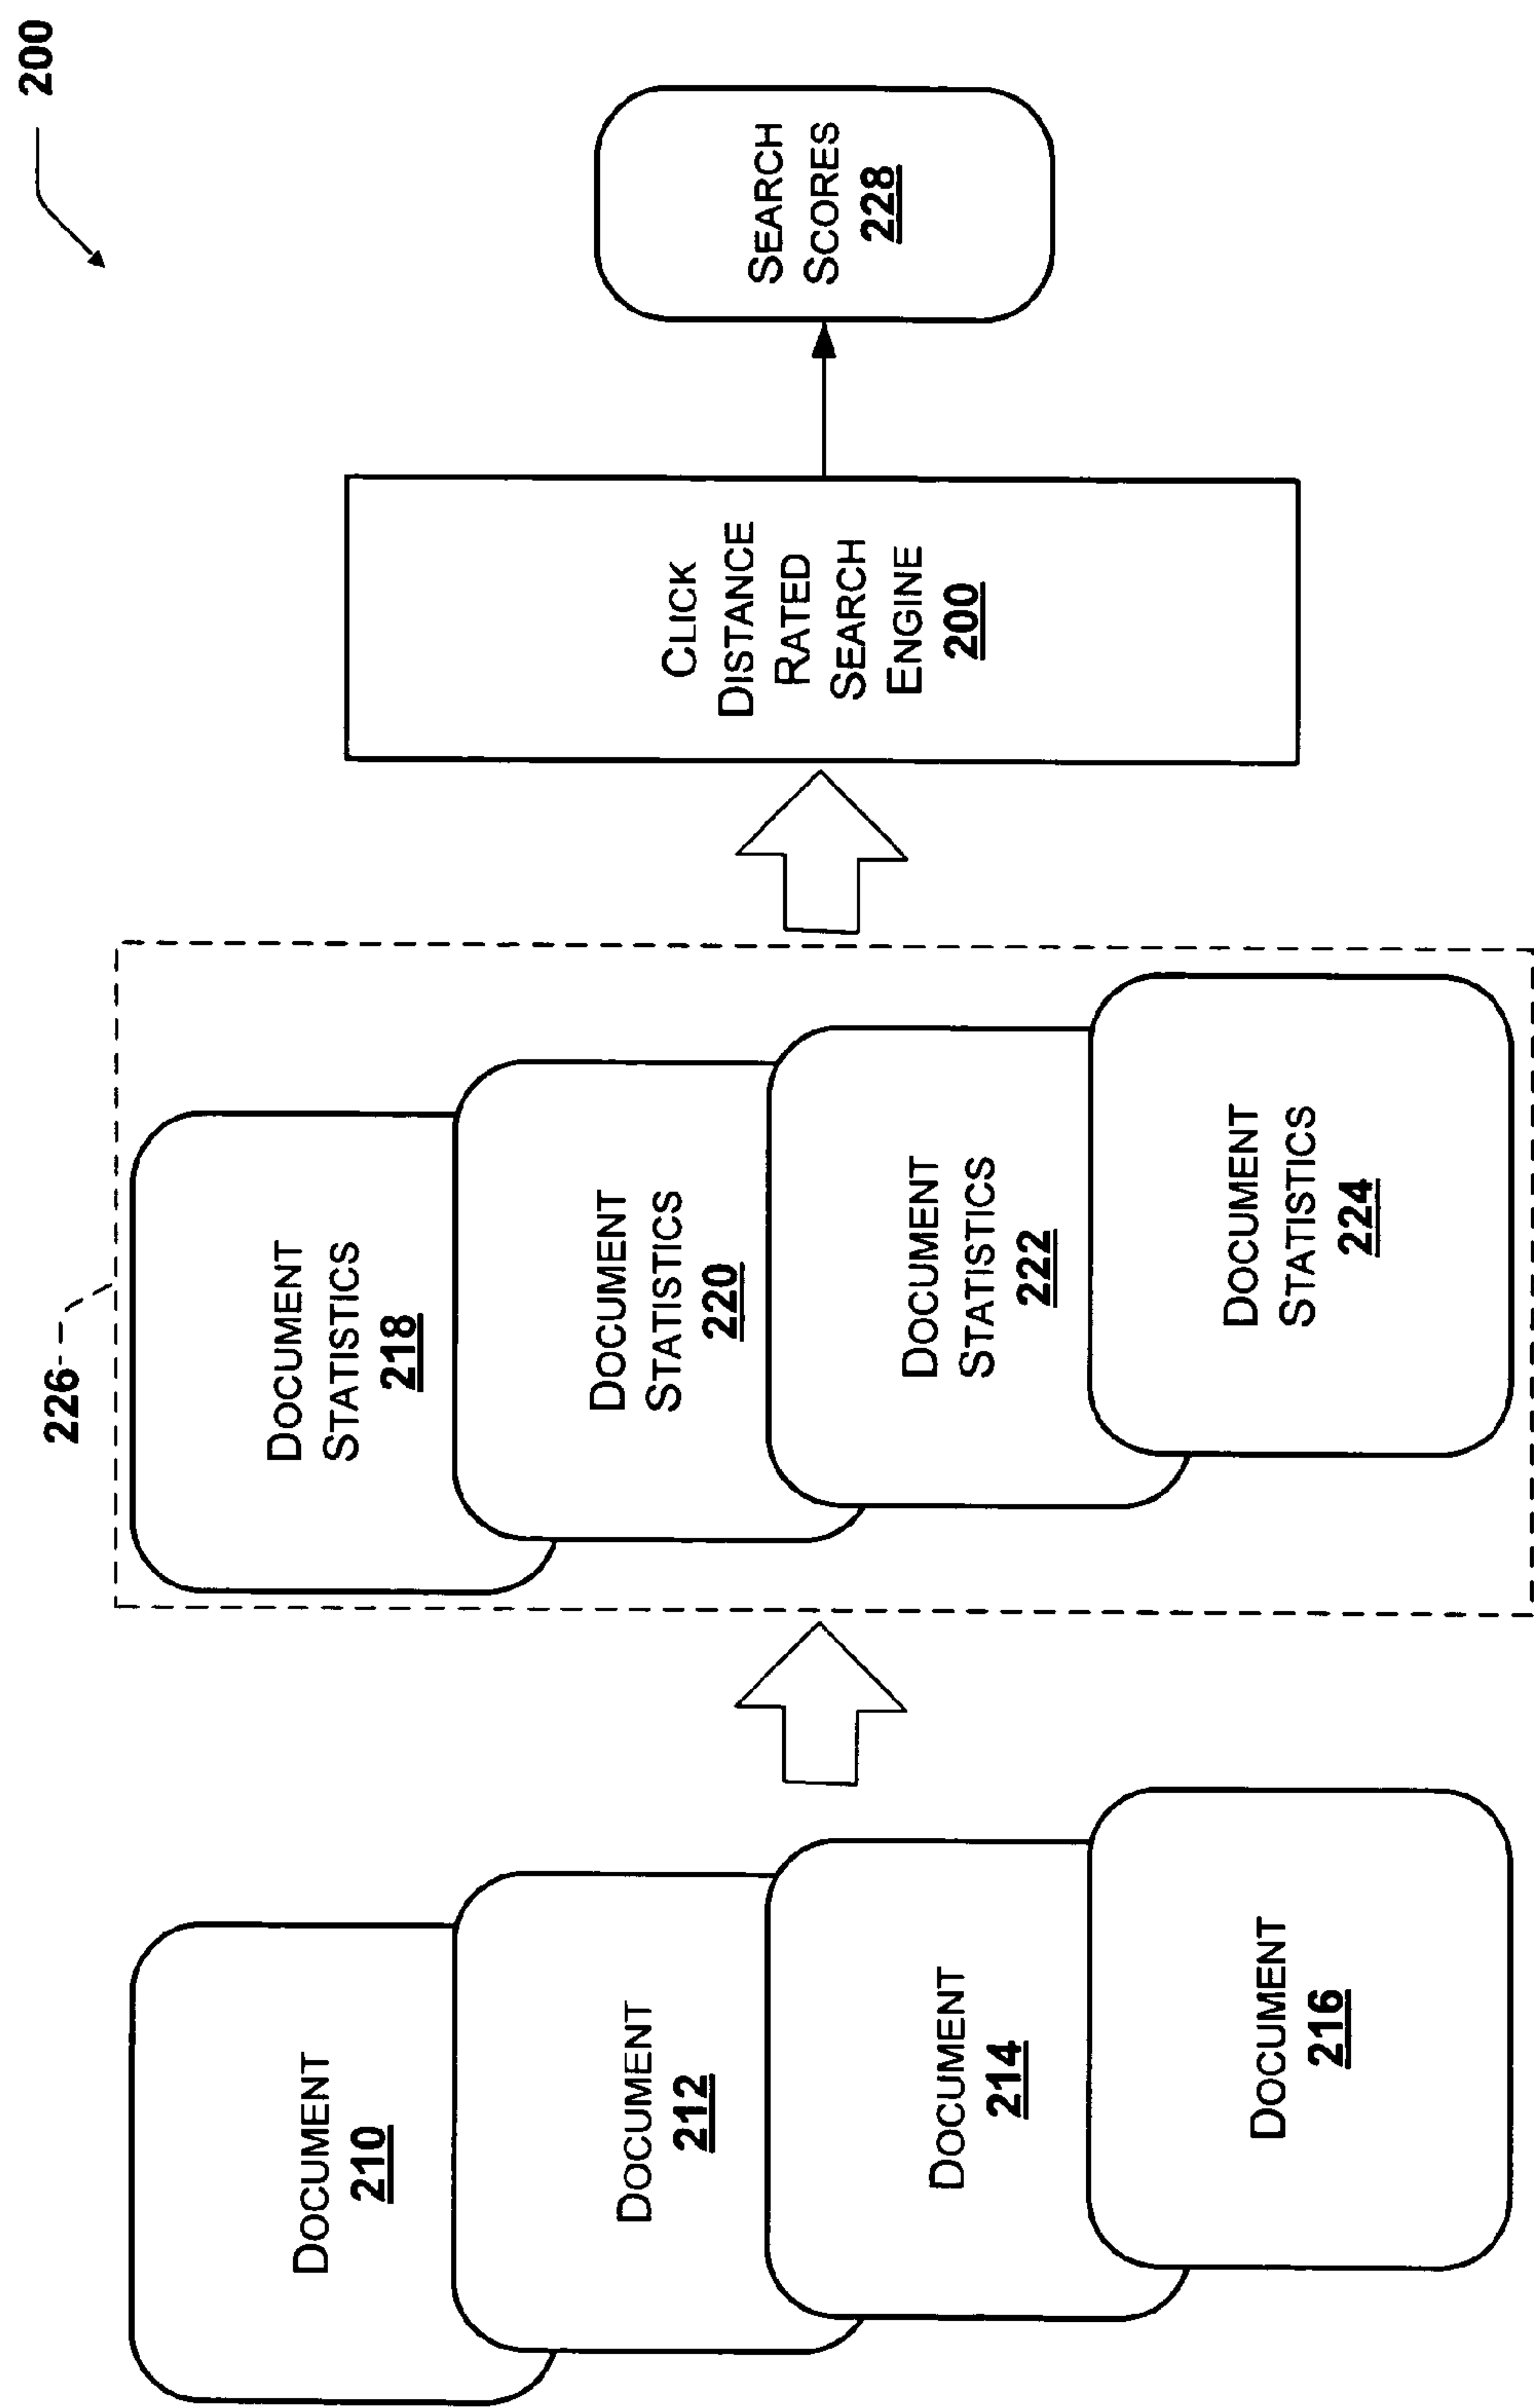 200
226
DOCUMENT
210
DOCUMENT
212
DOCUMENT
214
DOCUMENT
216
DOCUMENT
STATISTICS
218
DOCUMENT
STATISTICS
220
DOCUMENT
STATISTICS
222
DOCUMENT
STATISTICS
224
CLICK
DISTANCE
RATED
SEARCH
ENGINE
200
SEARCH
SCORES
228